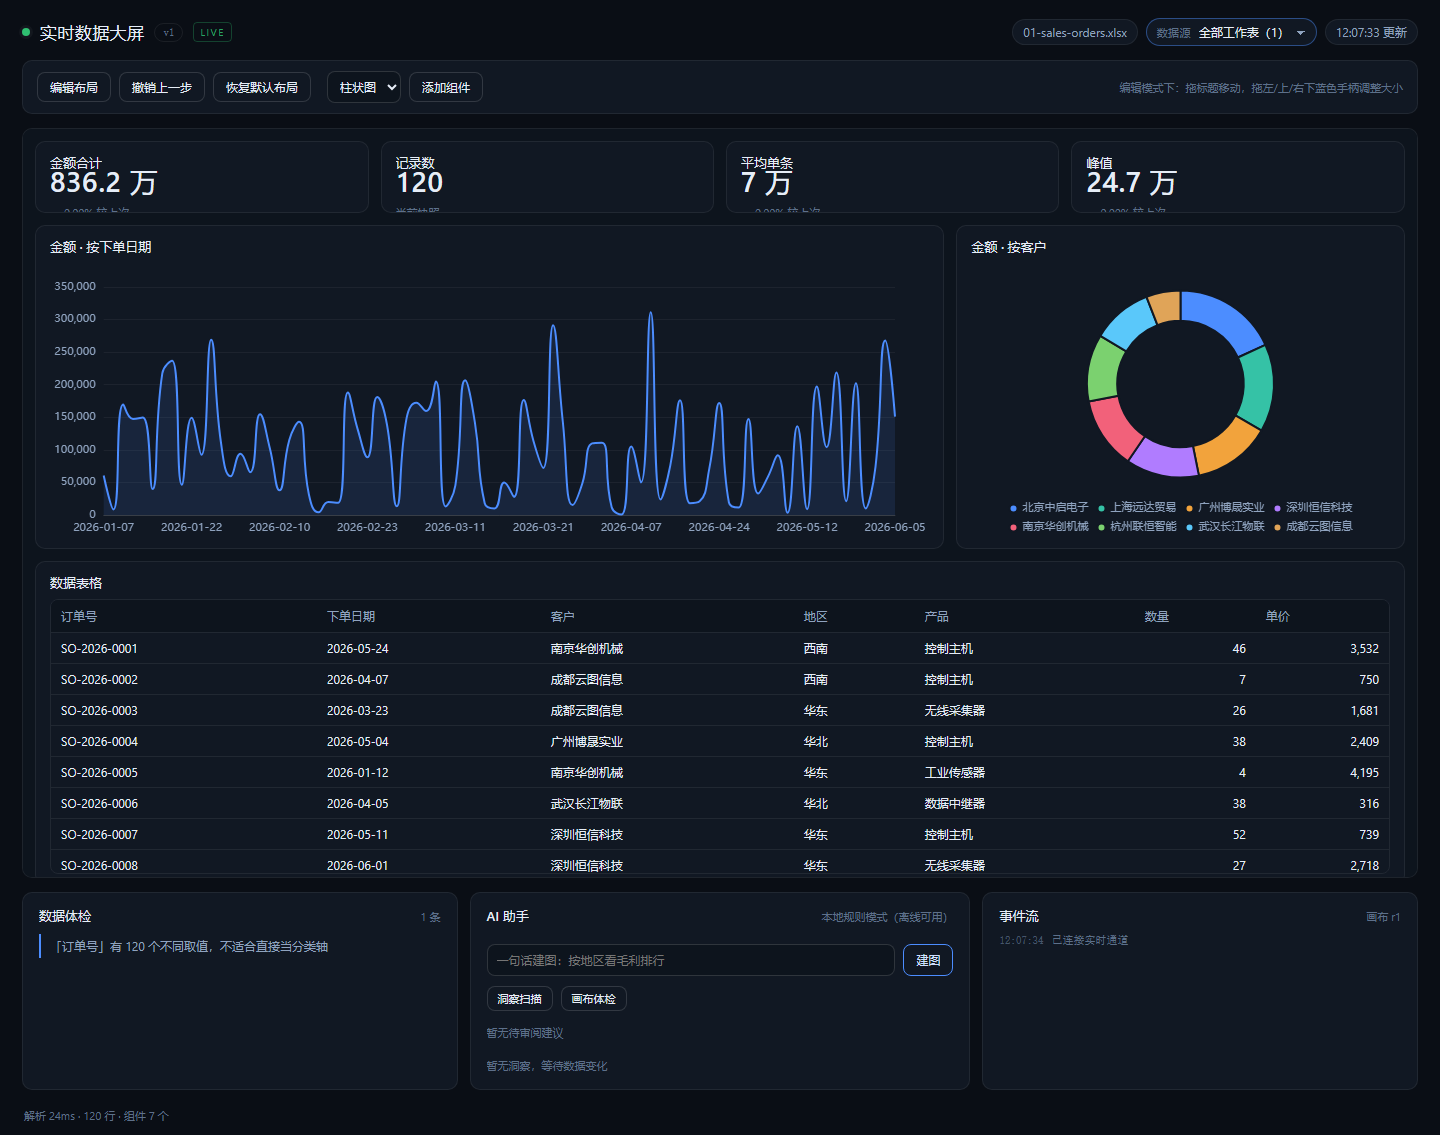 实时数据大屏 v1 LIVE 01-sales-orders.xlsx 数据源 全部工作表（1） 12:07:33 更新
编辑布局 撤销上一步 恢复默认布局 柱状图 添加组件 编辑模式下：拖标题移动，拖左/上/右下蓝色手柄调整大小
金额合计 记录数 平均单条 峰值
836.2 万 120 7 万 24.7 万
金额 · 按下单日期
350,000
300,000
250,000
200,000
150,000
100,000
50,000
0
2026-01-07 2026-01-22 2026-02-10 2026-02-23 2026-03-11 2026-03-21 2026-04-07 2026-04-24 2026-05-12 2026-06-05
金额 · 按客户
北京中启电子 上海远达贸易 广州博晟实业 深圳恒信科技
南京华创机械 杭州联恒智能 武汉长江物联 成都云图信息
数据表格
订单号 下单日期 客户 地区 产品 数量 单价
SO-2026-0001 2026-05-24 南京华创机械 西南 控制主机 46 3,532
SO-2026-0002 2026-04-07 成都云图信息 西南 控制主机 7 750
SO-2026-0003 2026-03-23 成都云图信息 华东 无线采集器 26 1,681
SO-2026-0004 2026-05-04 广州博晟实业 华北 控制主机 38 2,409
SO-2026-0005 2026-01-12 南京华创机械 华东 工业传感器 4 4,195
SO-2026-0006 2026-04-05 武汉长江物联 华北 数据中继器 38 316
SO-2026-0007 2026-05-11 深圳恒信科技 华东 控制主机 52 739
SO-2026-0008 2026-06-01 深圳恒信科技 华东 无线采集器 27 2,718
数据体检 1 条
「订单号」有 120 个不同取值，不适合直接当分类轴
AI 助手 本地规则模式（离线可用）
一句话建图：按地区看毛利排行 建图
洞察扫描 画布体检
暂无待审阅建议
暂无洞察，等待数据变化
事件流 画布 r1
12:07:34 已连接实时通道
解析 24ms · 120 行 · 组件 7 个